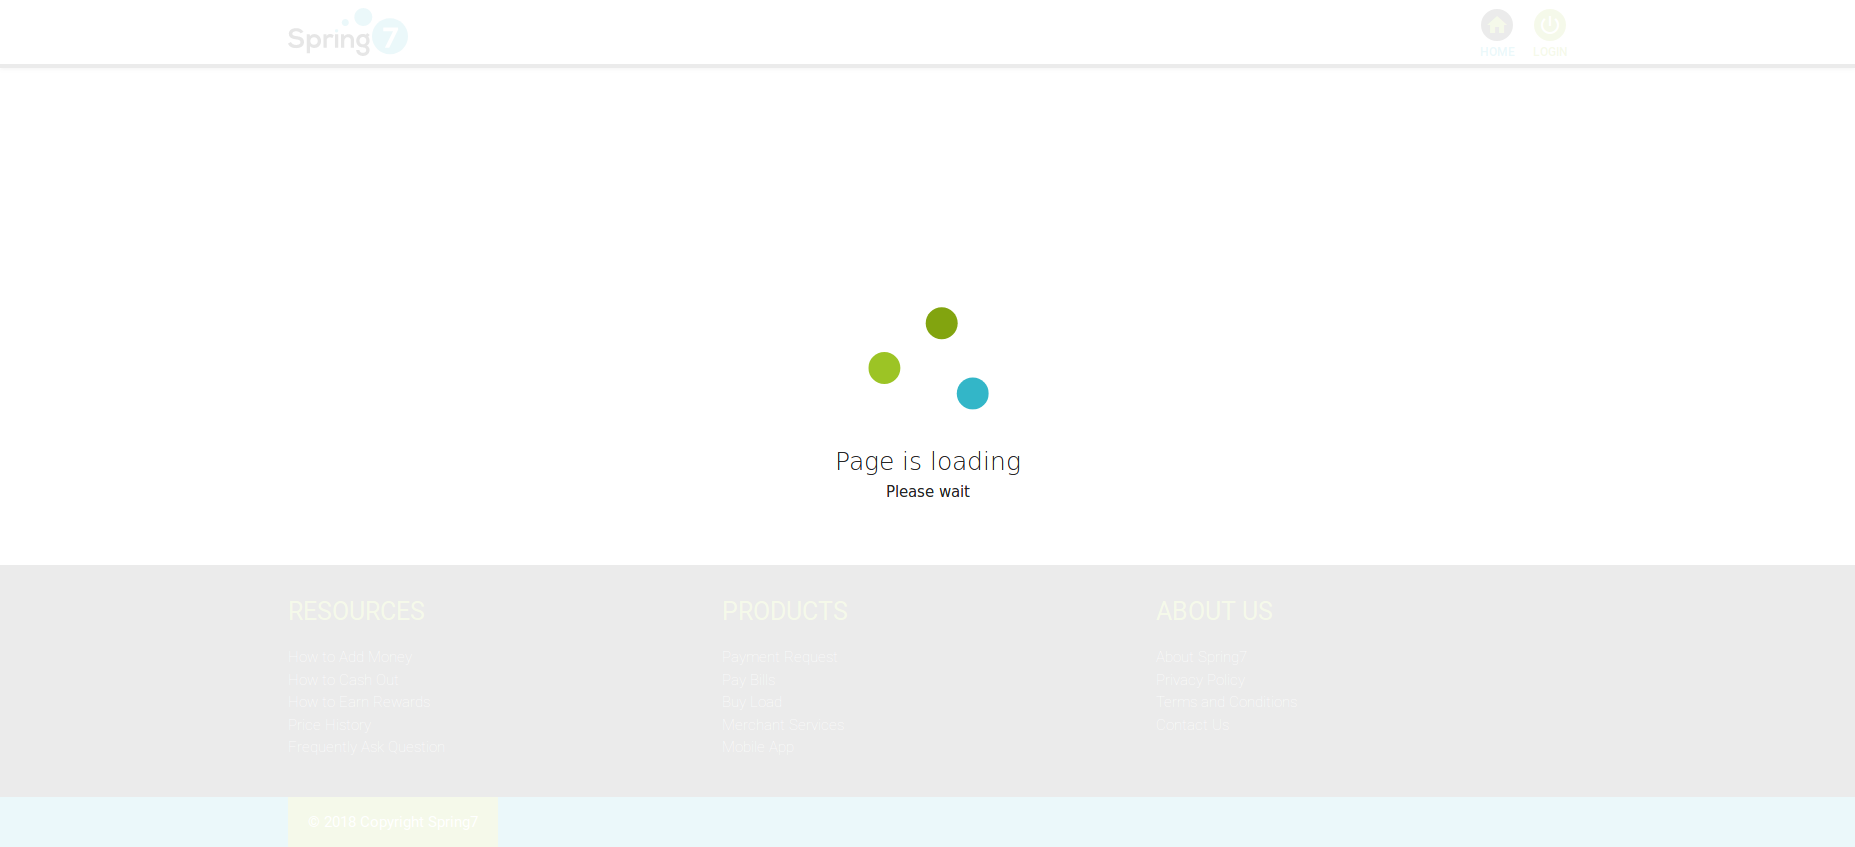 Spring7
HOME
LOGIN
Page is loading
Please wait
RESOURCES
How to Add Money
How to Cash Out
How to Earn Rewards
Price History
Frequently Ask Question
PRODUCTS
Payment Request
Pay Bills
Buy Load
Merchant Services
Mobile App
ABOUT US
About Spring7
Privacy Policy
Terms and Conditions
Contact Us
© 2018 Copyright Spring7